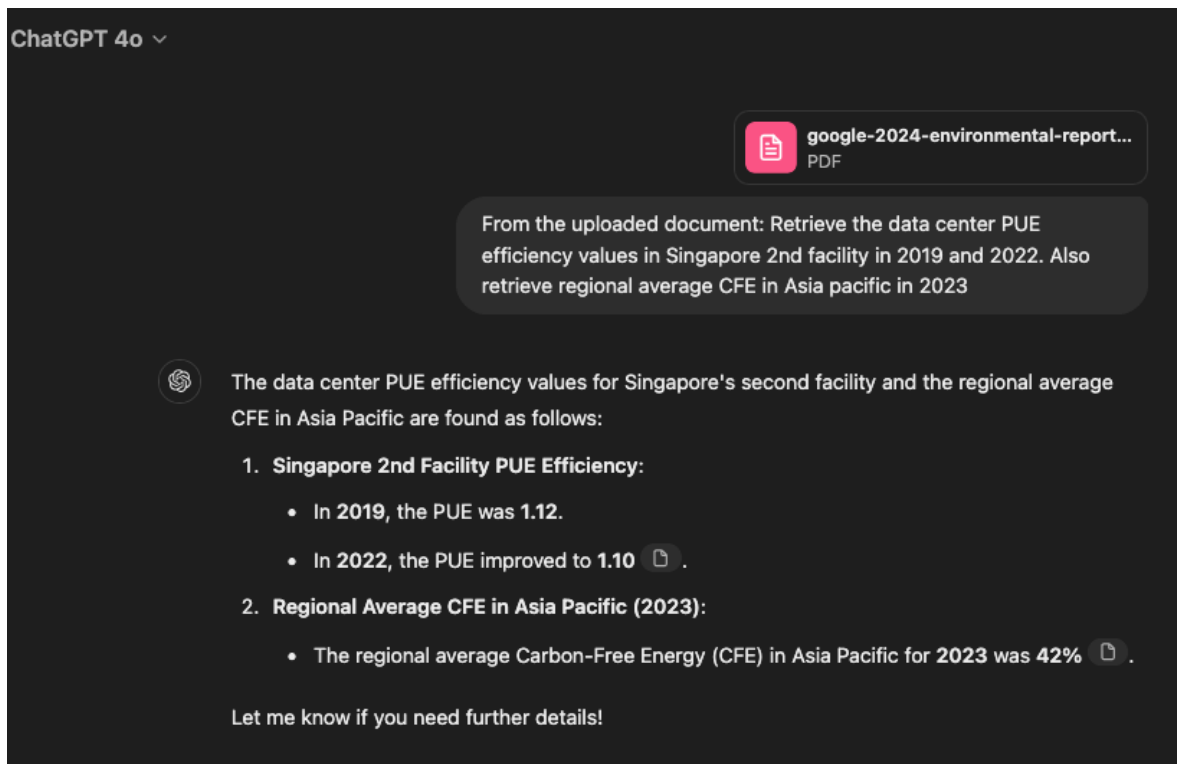 ChatGPT 4o
google-2024-environmental-report...
PDF
From the uploaded document: Retrieve the data center PUE
efficiency values in Singapore 2nd facility in 2019 and 2022. Also
retrieve regional average CFE in Asia pacific in 2023
The data center PUE efficiency values for Singapore's second facility and the regional average
CFE in Asia Pacific are found as follows:
1. Singapore 2nd Facility PUE Efficiency:
• In 2019, the PUE was 1.12.
• In 2022, the PUE improved to 1.10 .
2. Regional Average CFE in Asia Pacific (2023):
• The regional average Carbon-Free Energy (CFE) in Asia Pacific for 2023 was 42% .
Let me know if you need further details!